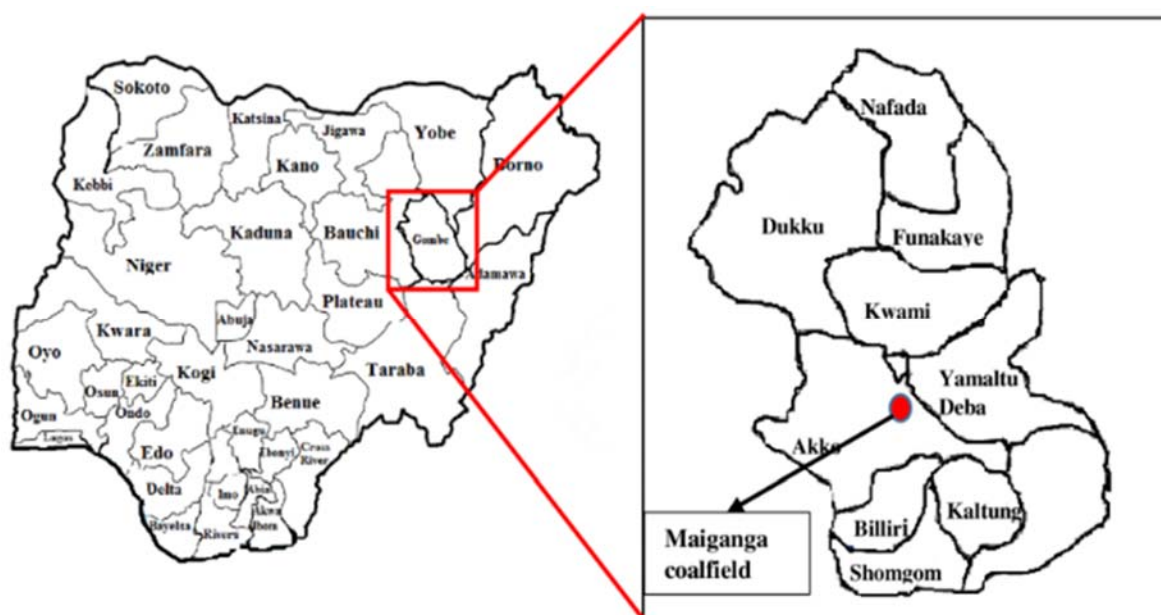 Sokoto
Katsina
Jigawa
Yobe
Borno
Zamfara
Kano
Kebbi
Kaduna
Bauchi
Gombe
Niger
Adamawa
Plateau
Abuja
Kwara
Nasarawa
Oyo
Kogi
Taraba
Osun
Ekiti
Benue
Ogun
Ondo
Lagos
Enugu
Edo
Ebonyi
Cross
River
Delta
Imo
Abia
Akwa
Ibom
Bayelsa
Rivers
Nafada
Dukku
Funakaye
Kwami
Yamaltu
Deba
Akko
Billiri
Kaltung
Shomgom
Maiganga
coalfield